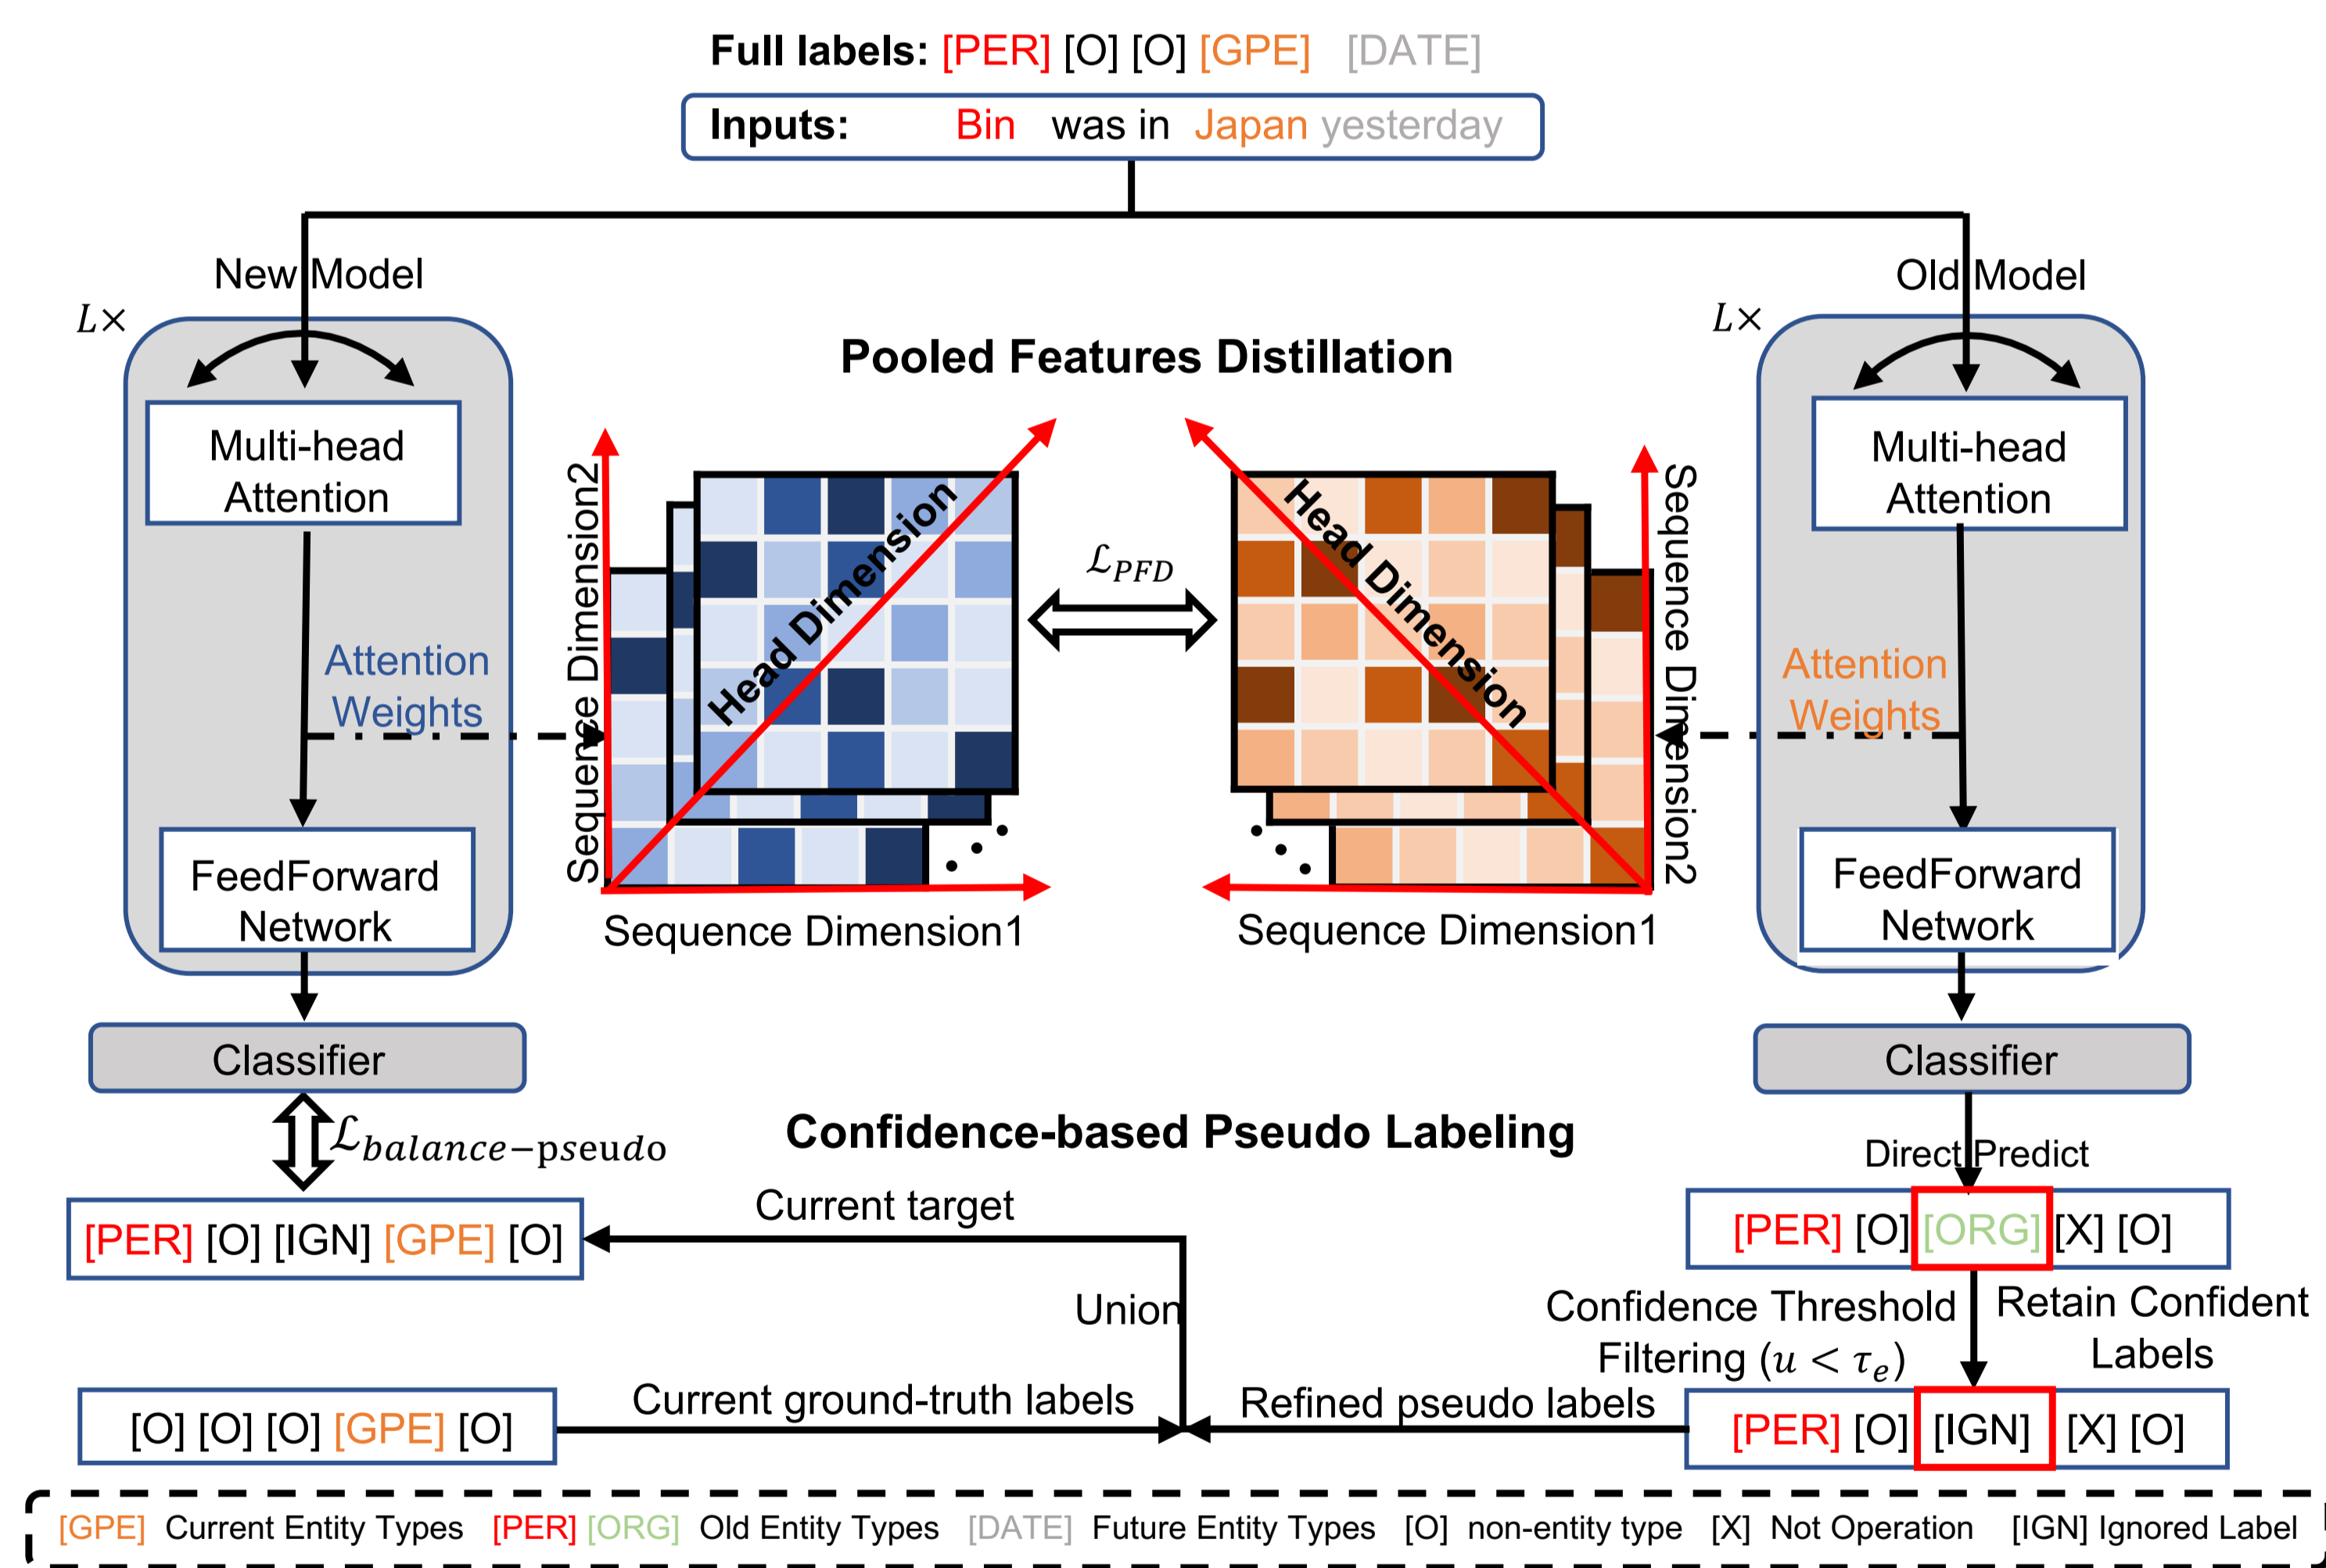 Full labels: [PER] [O] [O] [GPE] [DATE]
Inputs: Bin was in Japan yesterday
New Model
Old Model
L×
L×
Pooled Features Distillation
Multi-head
Attention
Multi-head
Attention
Sequence Dimension2
Head Dimension
ℒPFD
Head Dimension
Sequence Dimension2
Attention
Weights
Attention
Weights
FeedForward
Network
FeedForward
Network
Sequence Dimension1
Sequence Dimension1
Classifier
Classifier
ℒbalance−pseudo
Confidence-based Pseudo Labeling
Direct Predict
Current target
[PER] [O] [IGN] [GPE] [O]
[PER] [O] [ORG] [X] [O]
Union
Confidence Threshold
Filtering (u < τe)
Retain Confident
Labels
Current ground-truth labels
Refined pseudo labels
[O] [O] [O] [GPE] [O]
[PER] [O] [IGN] [X] [O]
[GPE] Current Entity Types [PER] [ORG] Old Entity Types [DATE] Future Entity Types [O] non-entity type [X] Not Operation [IGN] Ignored Label